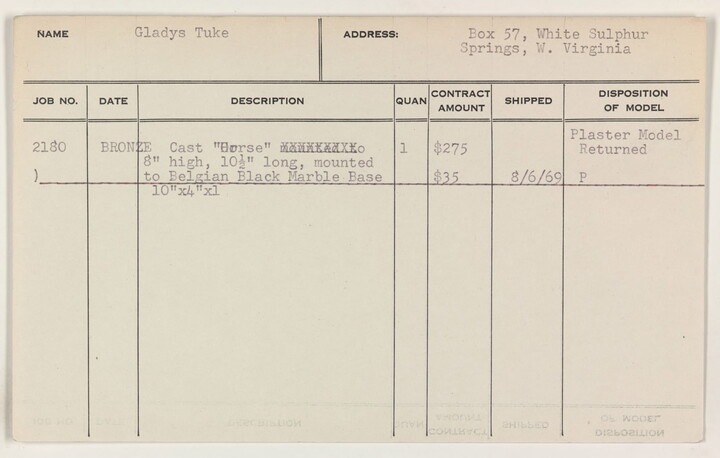 NAME Gladys Tuke ADDRESS: Box 57, White Sulphur
Springs, W. Virginia
JOB NO. DATE DESCRIPTION QUAN CONTRACT AMOUNT SHIPPED DISPOSITION OF MODEL
Plaster Model
2180 BRONZE Cast "Horse" 1 $275 Returned
8" high, 10½" long, mounted
) to Belgian Black Marble Base $35 8/6/69 P
10"x4"x1